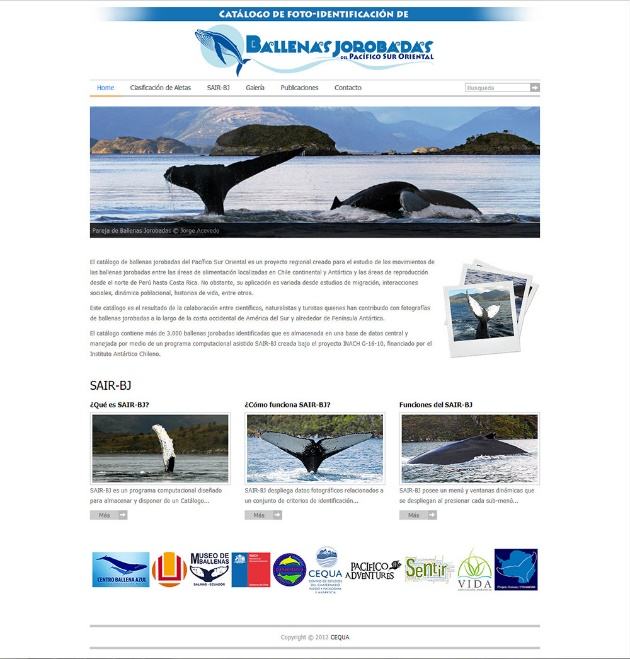 CATÁLOGO DE FOTO-IDENTIFICACIÓN DE
BALLENAS JOROBADAS
DEL PACÍFICO SUR ORIENTAL
Home Clasificación de Aletas SAIR-BJ Galería Publicaciones Contacto Busqueda
Pareja de Ballenas Jorobadas © Jorge Acevedo
El catálogo de ballenas jorobadas del Pacífico Sur Oriental es un proyecto regional creado para el estudio de los movimientos de
las ballenas jorobadas entre las áreas de alimentación localizadas en Chile continental y Antártica y las áreas de reproducción
desde el norte de Perú hasta Costa Rica. No obstante, su aplicación es variada desde estudios de migración, interacciones
sociales, dinámica poblacional, historias de vida, entre otros.
Este catálogo es el resultado de la colaboración entre científicos, naturalistas y turistas quienes han contribuido con fotografías
de ballenas jorobadas a lo largo de la costa occidental de América del Sur y alrededor de Península Antártica.
El catálogo contiene más de 3.000 ballenas jorobadas identificadas que es almacenada en una base de datos central y
manejada por medio de un programa computacional asistido SAIR-BJ creada bajo el proyecto INACH G-16-10, financiado por el
Instituto Antártico Chileno.
SAIR-BJ
¿Qué es SAIR-BJ? ¿Cómo funciona SAIR-BJ? Funciones del SAIR-BJ
SAIR-BJ es un programa computacional diseñado
para almacenar y disponer de un Catálogo...
Más
SAIR-BJ despliega datos fotográficos relacionados a
un conjunto de criterios de identificación...
Más
SAIR-BJ posee un menú y ventanas dinámicas que
se despliegan al presionar cada sub-menú...
Más
CENTRO BALLENA AZUL
MUSEO DE
BALLENAS
SALINAS - ECUADOR
CEQUA
PACIFICO
ADVENTURES
Sentir
VIDA
Copyright © 2012 CEQUA